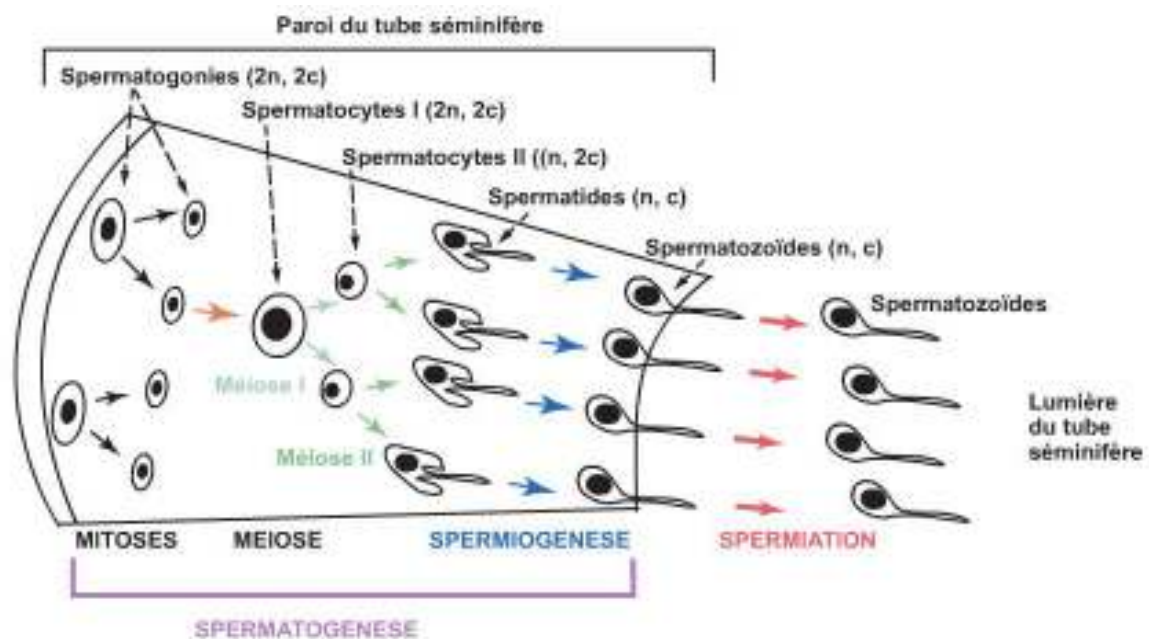 Paroi du tube séminifère
Spermatogonies (2n, 2c)
Spermatocytes I (2n, 2c)
Spermatocytes II ((n, 2c)
Spermatides (n, c)
Spermatozoïdes (n, c)
Spermatozoïdes
Méiose I
Lumière
du tube
séminifère
Méiose II
MITOSES MEIOSE SPERMIOGENESE SPERMIATION
SPERMATOGENESE